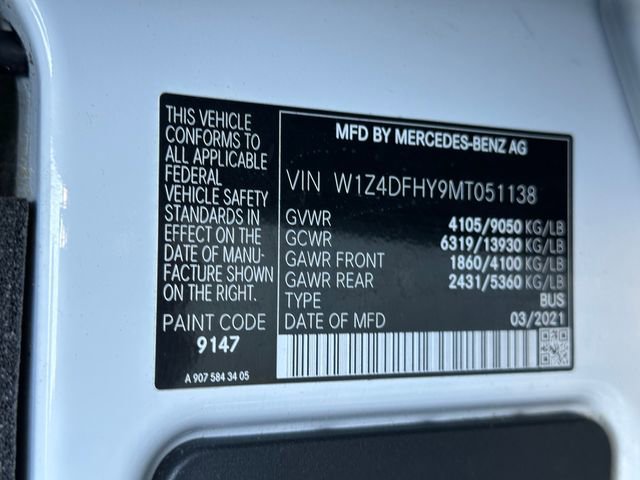 THIS VEHICLE
CONFORMS TO
ALL APPLICABLE
FEDERAL
VEHICLE SAFETY
STANDARDS IN
EFFECT ON THE
DATE OF MANU-
FACTURE SHOWN
ON THE RIGHT.
PAINT CODE
9147
A 907 584 34 05
MFD BY MERCEDES-BENZ AG
VIN W1Z4DFHY9MT051138
GVWR 4105/9050 KG/LB
GCWR 6319/13930 KG/LB
GAWR FRONT 1860/4100 KG/LB
GAWR REAR 2431/5360 KG/LB
TYPE BUS
DATE OF MFD 03/2021